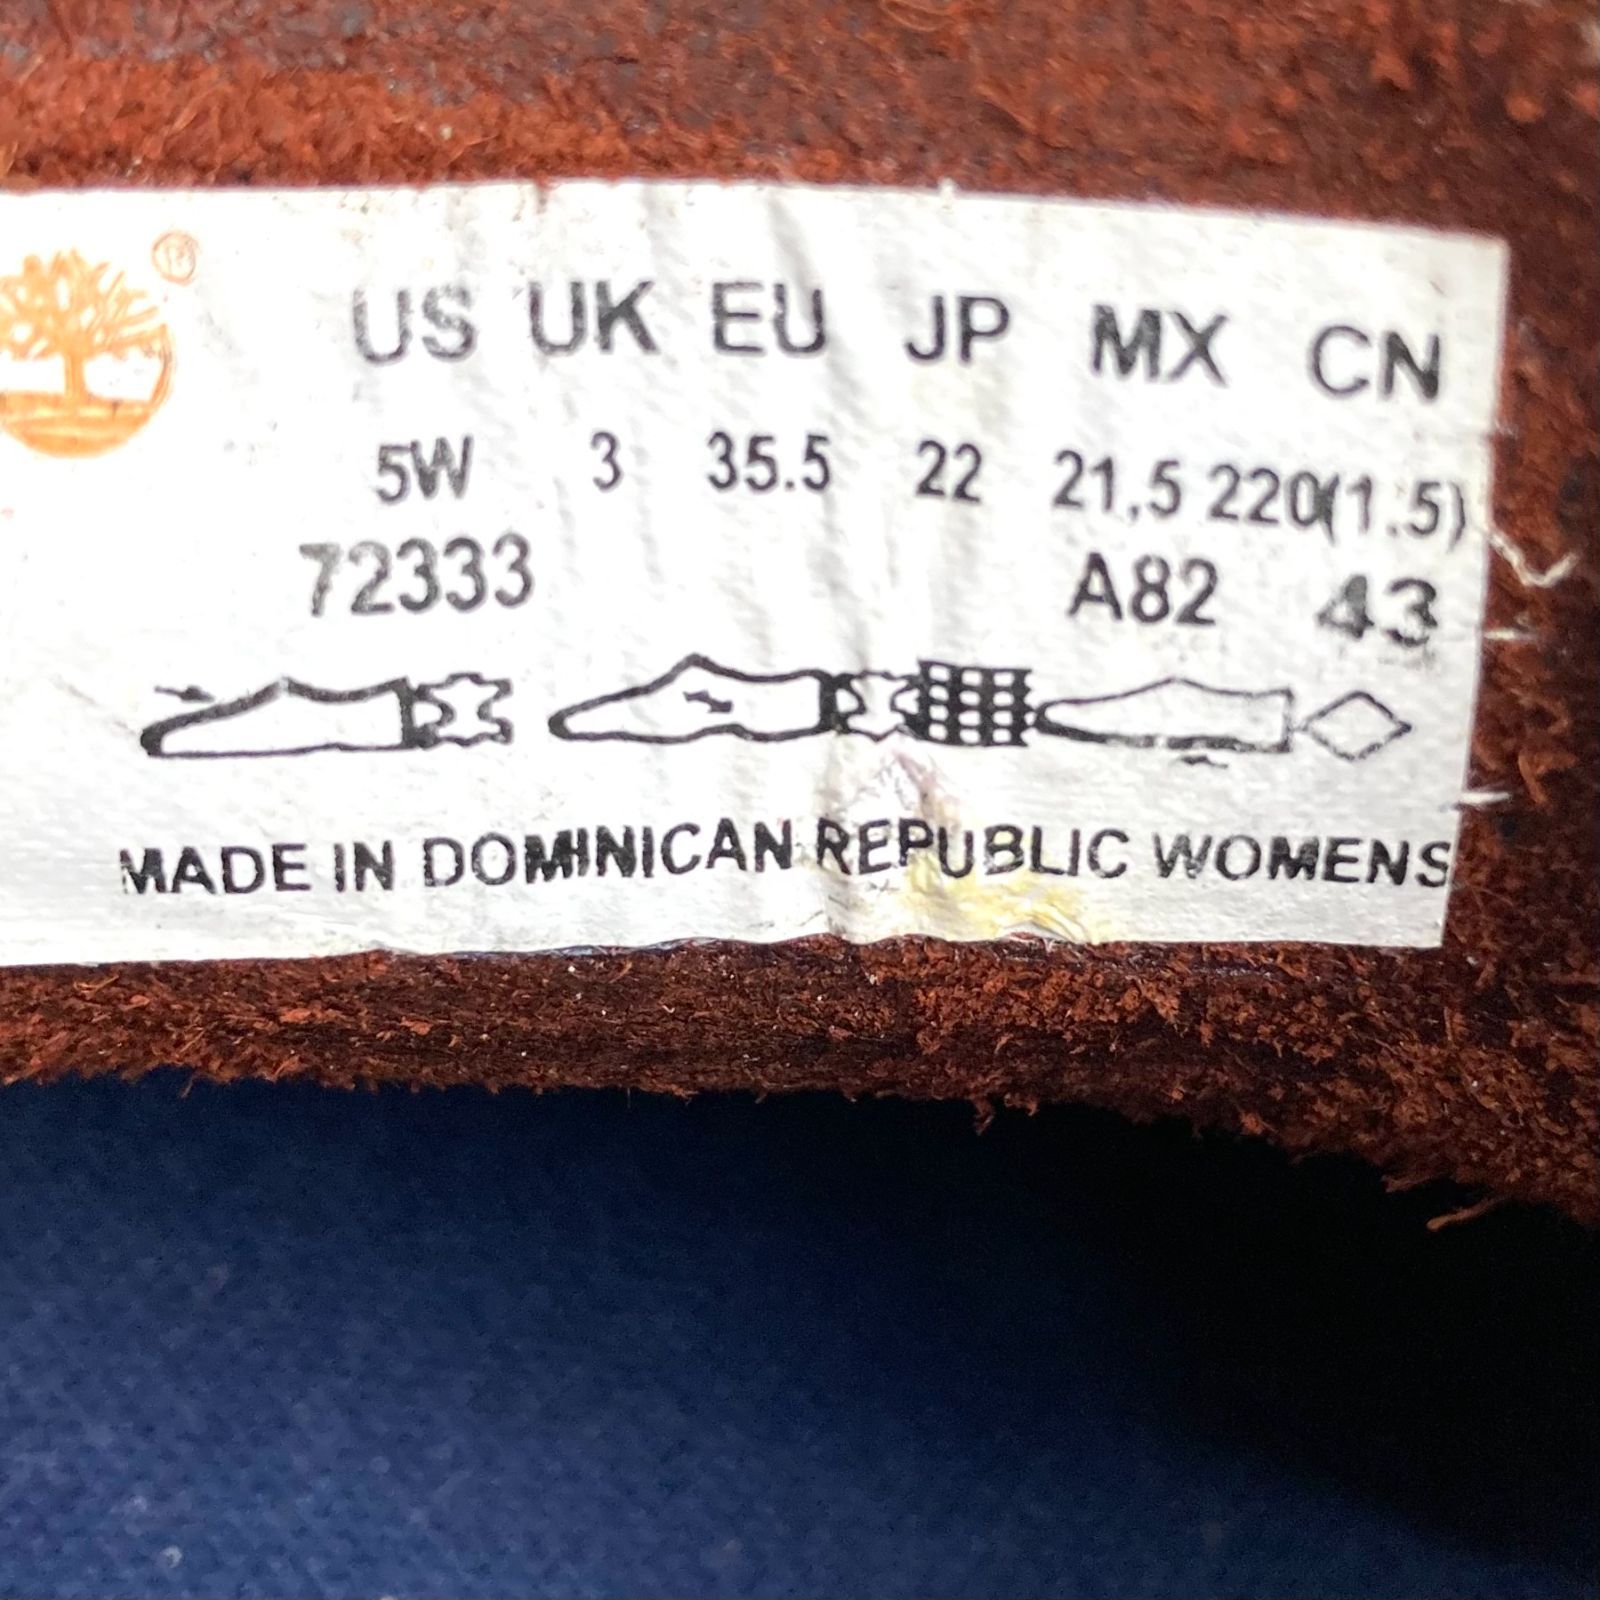 US UK EU JP MX CN
5W 3 35.5 22 21,5 220(1.5)
72333 A82 43
MADE IN DOMINICAN REPUBLIC WOMENS